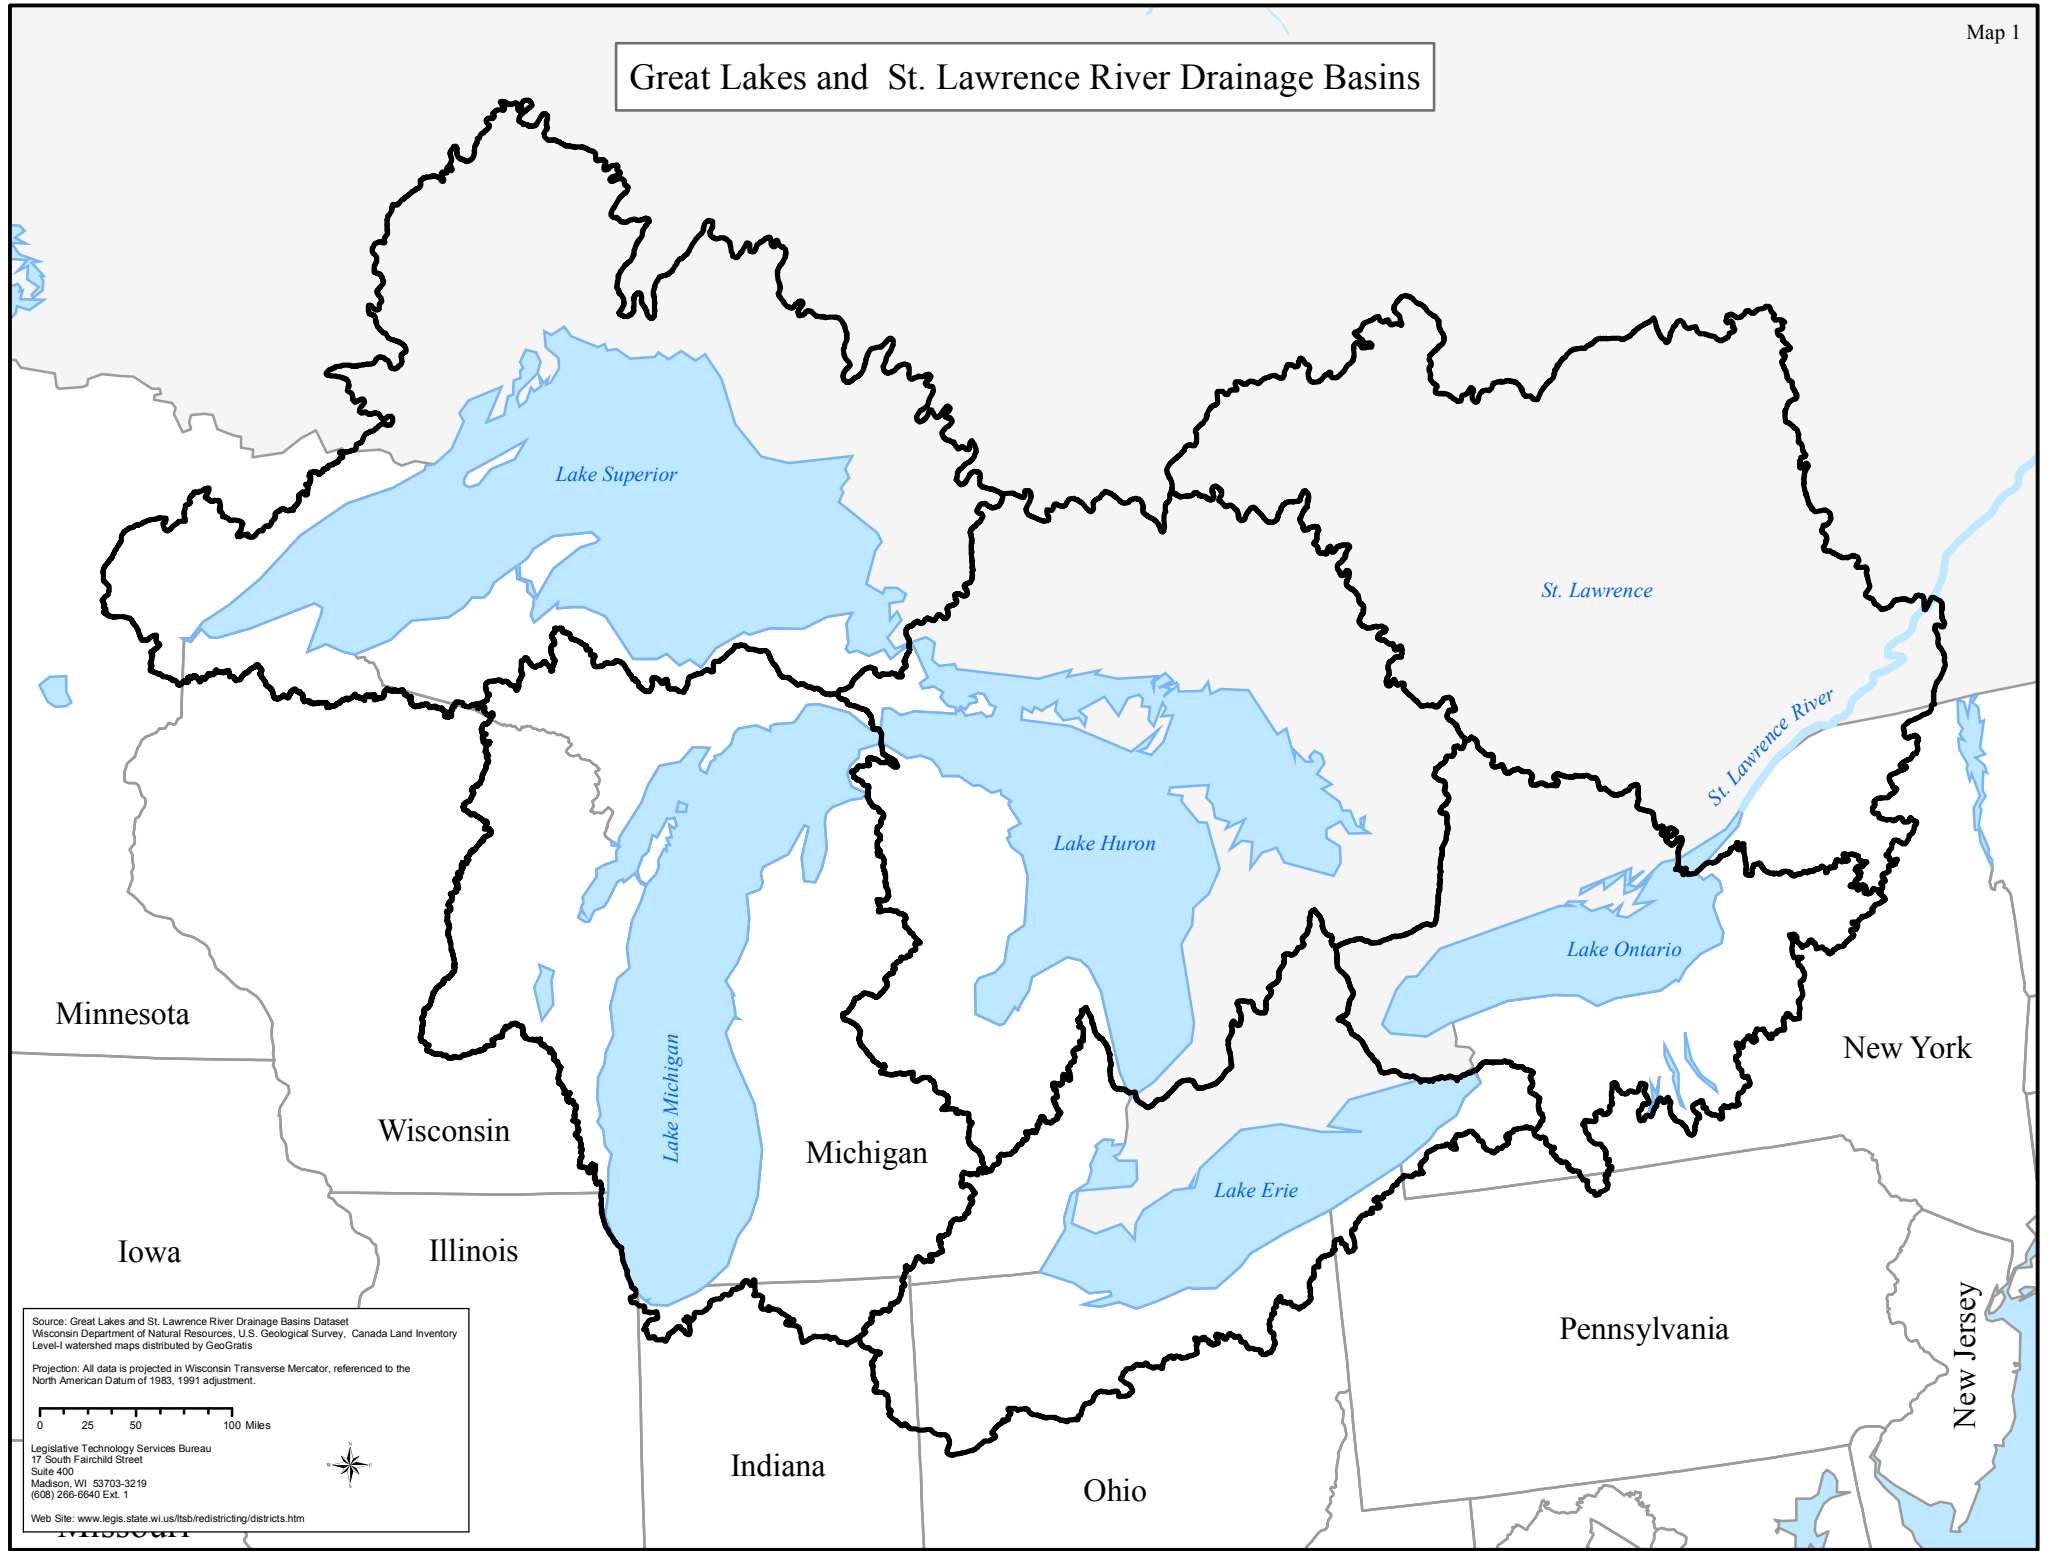 Map 1
Great Lakes and St. Lawrence River Drainage Basins
Lake Superior
St. Lawrence
St. Lawrence River
Lake Huron
Lake Ontario
Minnesota
New York
Lake Michigan
Wisconsin
Michigan
Lake Erie
Iowa
Illinois
Pennsylvania
New Jersey
Indiana
Ohio
Source: Great Lakes and St. Lawrence River Drainage Basins Dataset
Wisconsin Department of Natural Resources, U.S. Geological Survey, Canada Land Inventory
Level-I watershed maps distributed by GeoGratis
Projection: All data is projected in Wisconsin Transverse Mercator, referenced to the
North American Datum of 1983, 1991 adjustment.
0 25 50 100 Miles
Legislative Technology Services Bureau
17 South Fairchild Street
Suite 400
Madison, WI 53703-3219
(608) 266-6640 Ext. 1
N
W E
S
Web Site: www.legis.state.wi.us/ltsb/redistricting/districts.htm
Missouri